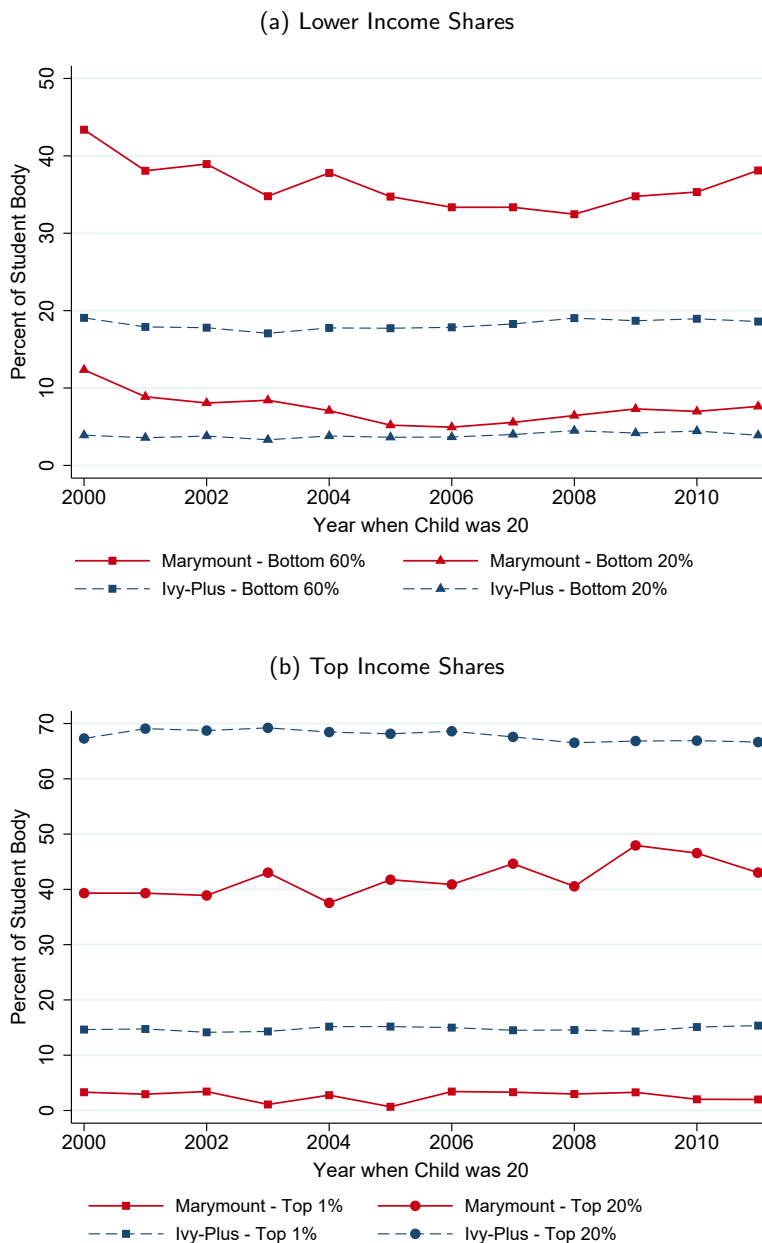 (a) Lower Income Shares
50
40
30
20
10
0
Percent of Student Body
2000 2002 2004 2006 2008 2010
Year when Child was 20
Marymount - Bottom 60% Marymount - Bottom 20%
Ivy-Plus - Bottom 60% Ivy-Plus - Bottom 20%
(b) Top Income Shares
70
60
50
40
30
20
10
0
Percent of Student Body
2000 2002 2004 2006 2008 2010
Year when Child was 20
Marymount - Top 1% Marymount - Top 20%
Ivy-Plus - Top 1% Ivy-Plus - Top 20%